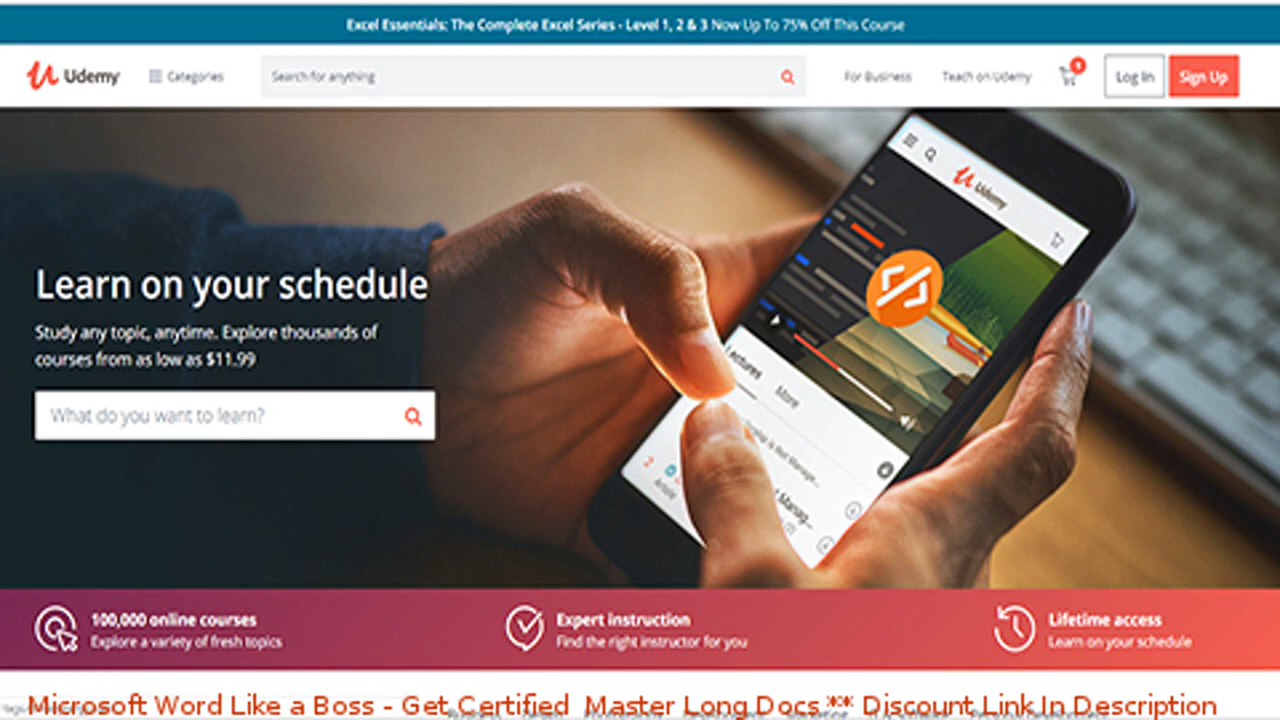 Excel Essentials: The Complete Excel Series - Level 1, 2 & 3 Now Up To 75% Off This Course
Udemy
Categories
Search for anything
For Business
Teach on Udemy
Log In
Sign Up
Udemy
Learn on your schedule
Study any topic, anytime. Explore thousands of
courses from as low as $11.99
What do you want to learn?
Lectures
More
2
Article
100,000 online courses
Explore a variety of fresh topics
Expert instruction
Find the right instructor for you
Lifetime access
Learn on your schedule
Microsoft Word Like a Boss - Get Certified Master Long Docs ** Discount Link In Description